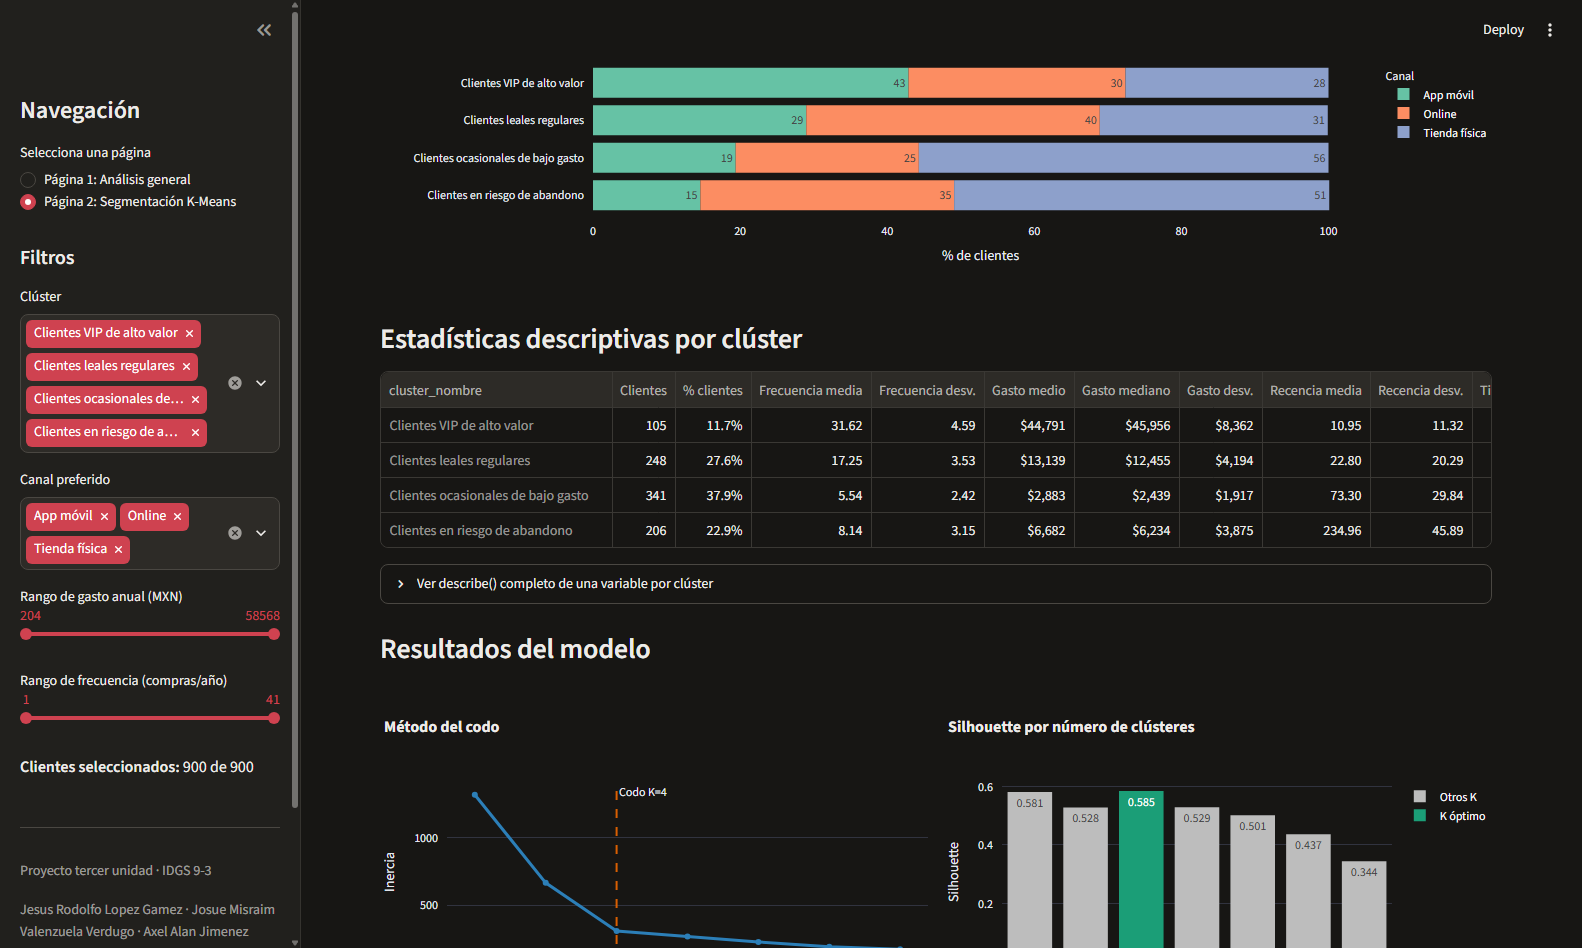 Deploy
Navegación
Selecciona una página
Página 1: Análisis general
Página 2: Segmentación K-Means
Filtros
Clúster
Clientes VIP de alto valor ×
Clientes leales regulares ×
Clientes ocasionales de... ×
Clientes en riesgo de a... ×
Canal preferido
App móvil × Online ×
Tienda física ×
Rango de gasto anual (MXN)
204 58568
Rango de frecuencia (compras/año)
1 41
Clientes seleccionados: 900 de 900
Proyecto tercer unidad · IDGS 9-3
Jesus Rodolfo Lopez Gamez · Josue Misraim
Valenzuela Verdugo · Axel Alan Jimenez
Clientes VIP de alto valor 43 30 28
Clientes leales regulares 29 40 31
Clientes ocasionales de bajo gasto 19 25 56
Clientes en riesgo de abandono 15 35 51
0 20 40 60 80 100
% de clientes
Canal
App móvil
Online
Tienda física
Estadísticas descriptivas por clúster
cluster_nombre Clientes % clientes Frecuencia media Frecuencia desv. Gasto medio Gasto mediano Gasto desv. Recencia media Recencia desv. Ti
Clientes VIP de alto valor 105 11.7% 31.62 4.59 $44,791 $45,956 $8,362 10.95 11.32
Clientes leales regulares 248 27.6% 17.25 3.53 $13,139 $12,455 $4,194 22.80 20.29
Clientes ocasionales de bajo gasto 341 37.9% 5.54 2.42 $2,883 $2,439 $1,917 73.30 29.84
Clientes en riesgo de abandono 206 22.9% 8.14 3.15 $6,682 $6,234 $3,875 234.96 45.89
Ver describe() completo de una variable por clúster
Resultados del modelo
Método del codo
Codo K=4
1000
500
Inercia
Silhouette por número de clústeres
0.6
0.4
0.2
Silhouette
0.581 0.528 0.585 0.529 0.501 0.437 0.344
Otros K
K óptimo